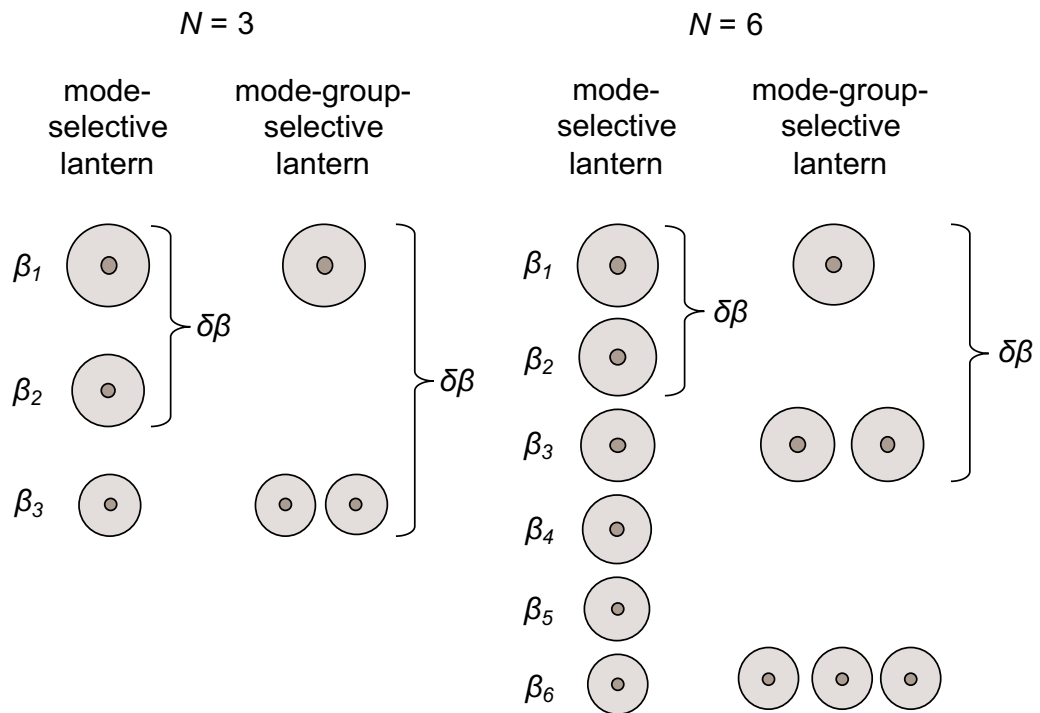 N = 3
mode-
selective
lantern
mode-group-
selective
lantern
β1
β2
β3
δβ
δβ
N = 6
mode-
selective
lantern
mode-group-
selective
lantern
β1
β2
β3
β4
β5
β6
δβ
δβ